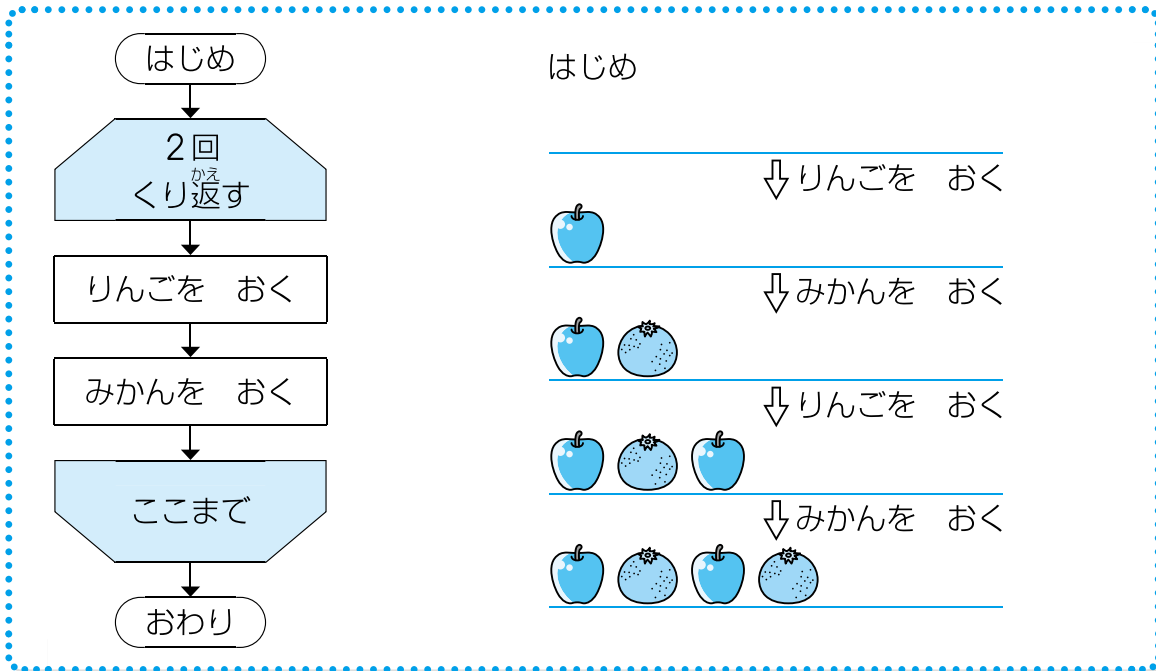 はじめ
2回
くり返す
かえ
りんごを　おく
みかんを　おく
ここまで
おわり
はじめ
りんごを　おく
みかんを　おく
りんごを　おく
みかんを　おく